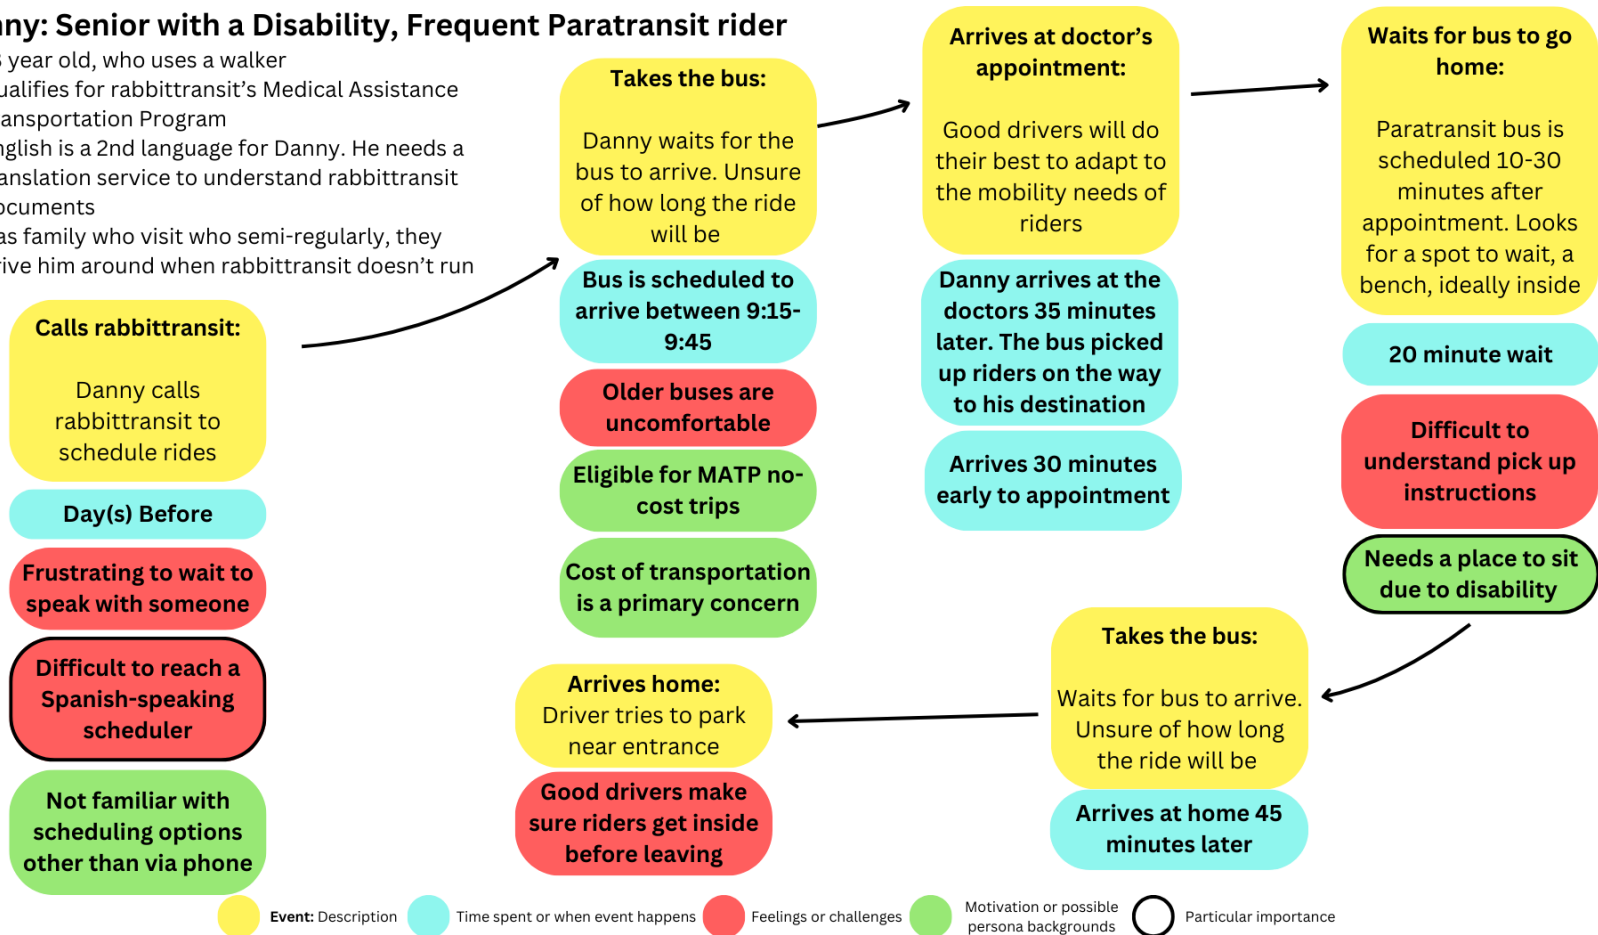 nny: Senior with a Disability, Frequent Paratransit rider
year old, who uses a walker
ualifies for rabbittransit's Medical Assistance
ansportation Program
nglish is a 2nd language for Danny. He needs a
anslation service to understand rabbittransit
ocuments
as family who visit who semi-regularly, they
rive him around when rabbittransit doesn't run
Calls rabbittransit:
Danny calls
rabbittransit to
schedule rides
Day(s) Before
Frustrating to wait to
speak with someone
Difficult to reach a
Spanish-speaking
scheduler
Not familiar with
scheduling options
other than via phone
Takes the bus:
Danny waits for the
bus to arrive. Unsure
of how long the ride
will be
Bus is scheduled to
arrive between 9:15-
9:45
Older buses are
uncomfortable
Eligible for MATP no-
cost trips
Cost of transportation
is a primary concern
Arrives at doctor's
appointment:
Good drivers will do
their best to adapt to
the mobility needs of
riders
Danny arrives at the
doctors 35 minutes
later. The bus picked
up riders on the way
to his destination
Arrives 30 minutes
early to appointment
Waits for bus to go
home:
Paratransit bus is
scheduled 10-30
minutes after
appointment. Looks
for a spot to wait, a
bench, ideally inside
20 minute wait
Difficult to
understand pick up
instructions
Needs a place to sit
due to disability
Takes the bus:
Waits for bus to arrive.
Unsure of how long
the ride will be
Arrives at home 45
minutes later
Arrives home:
Driver tries to park
near entrance
Good drivers make
sure riders get inside
before leaving
Event: Description
Time spent or when event happens
Feelings or challenges
Motivation or possible
persona backgrounds
Particular importance